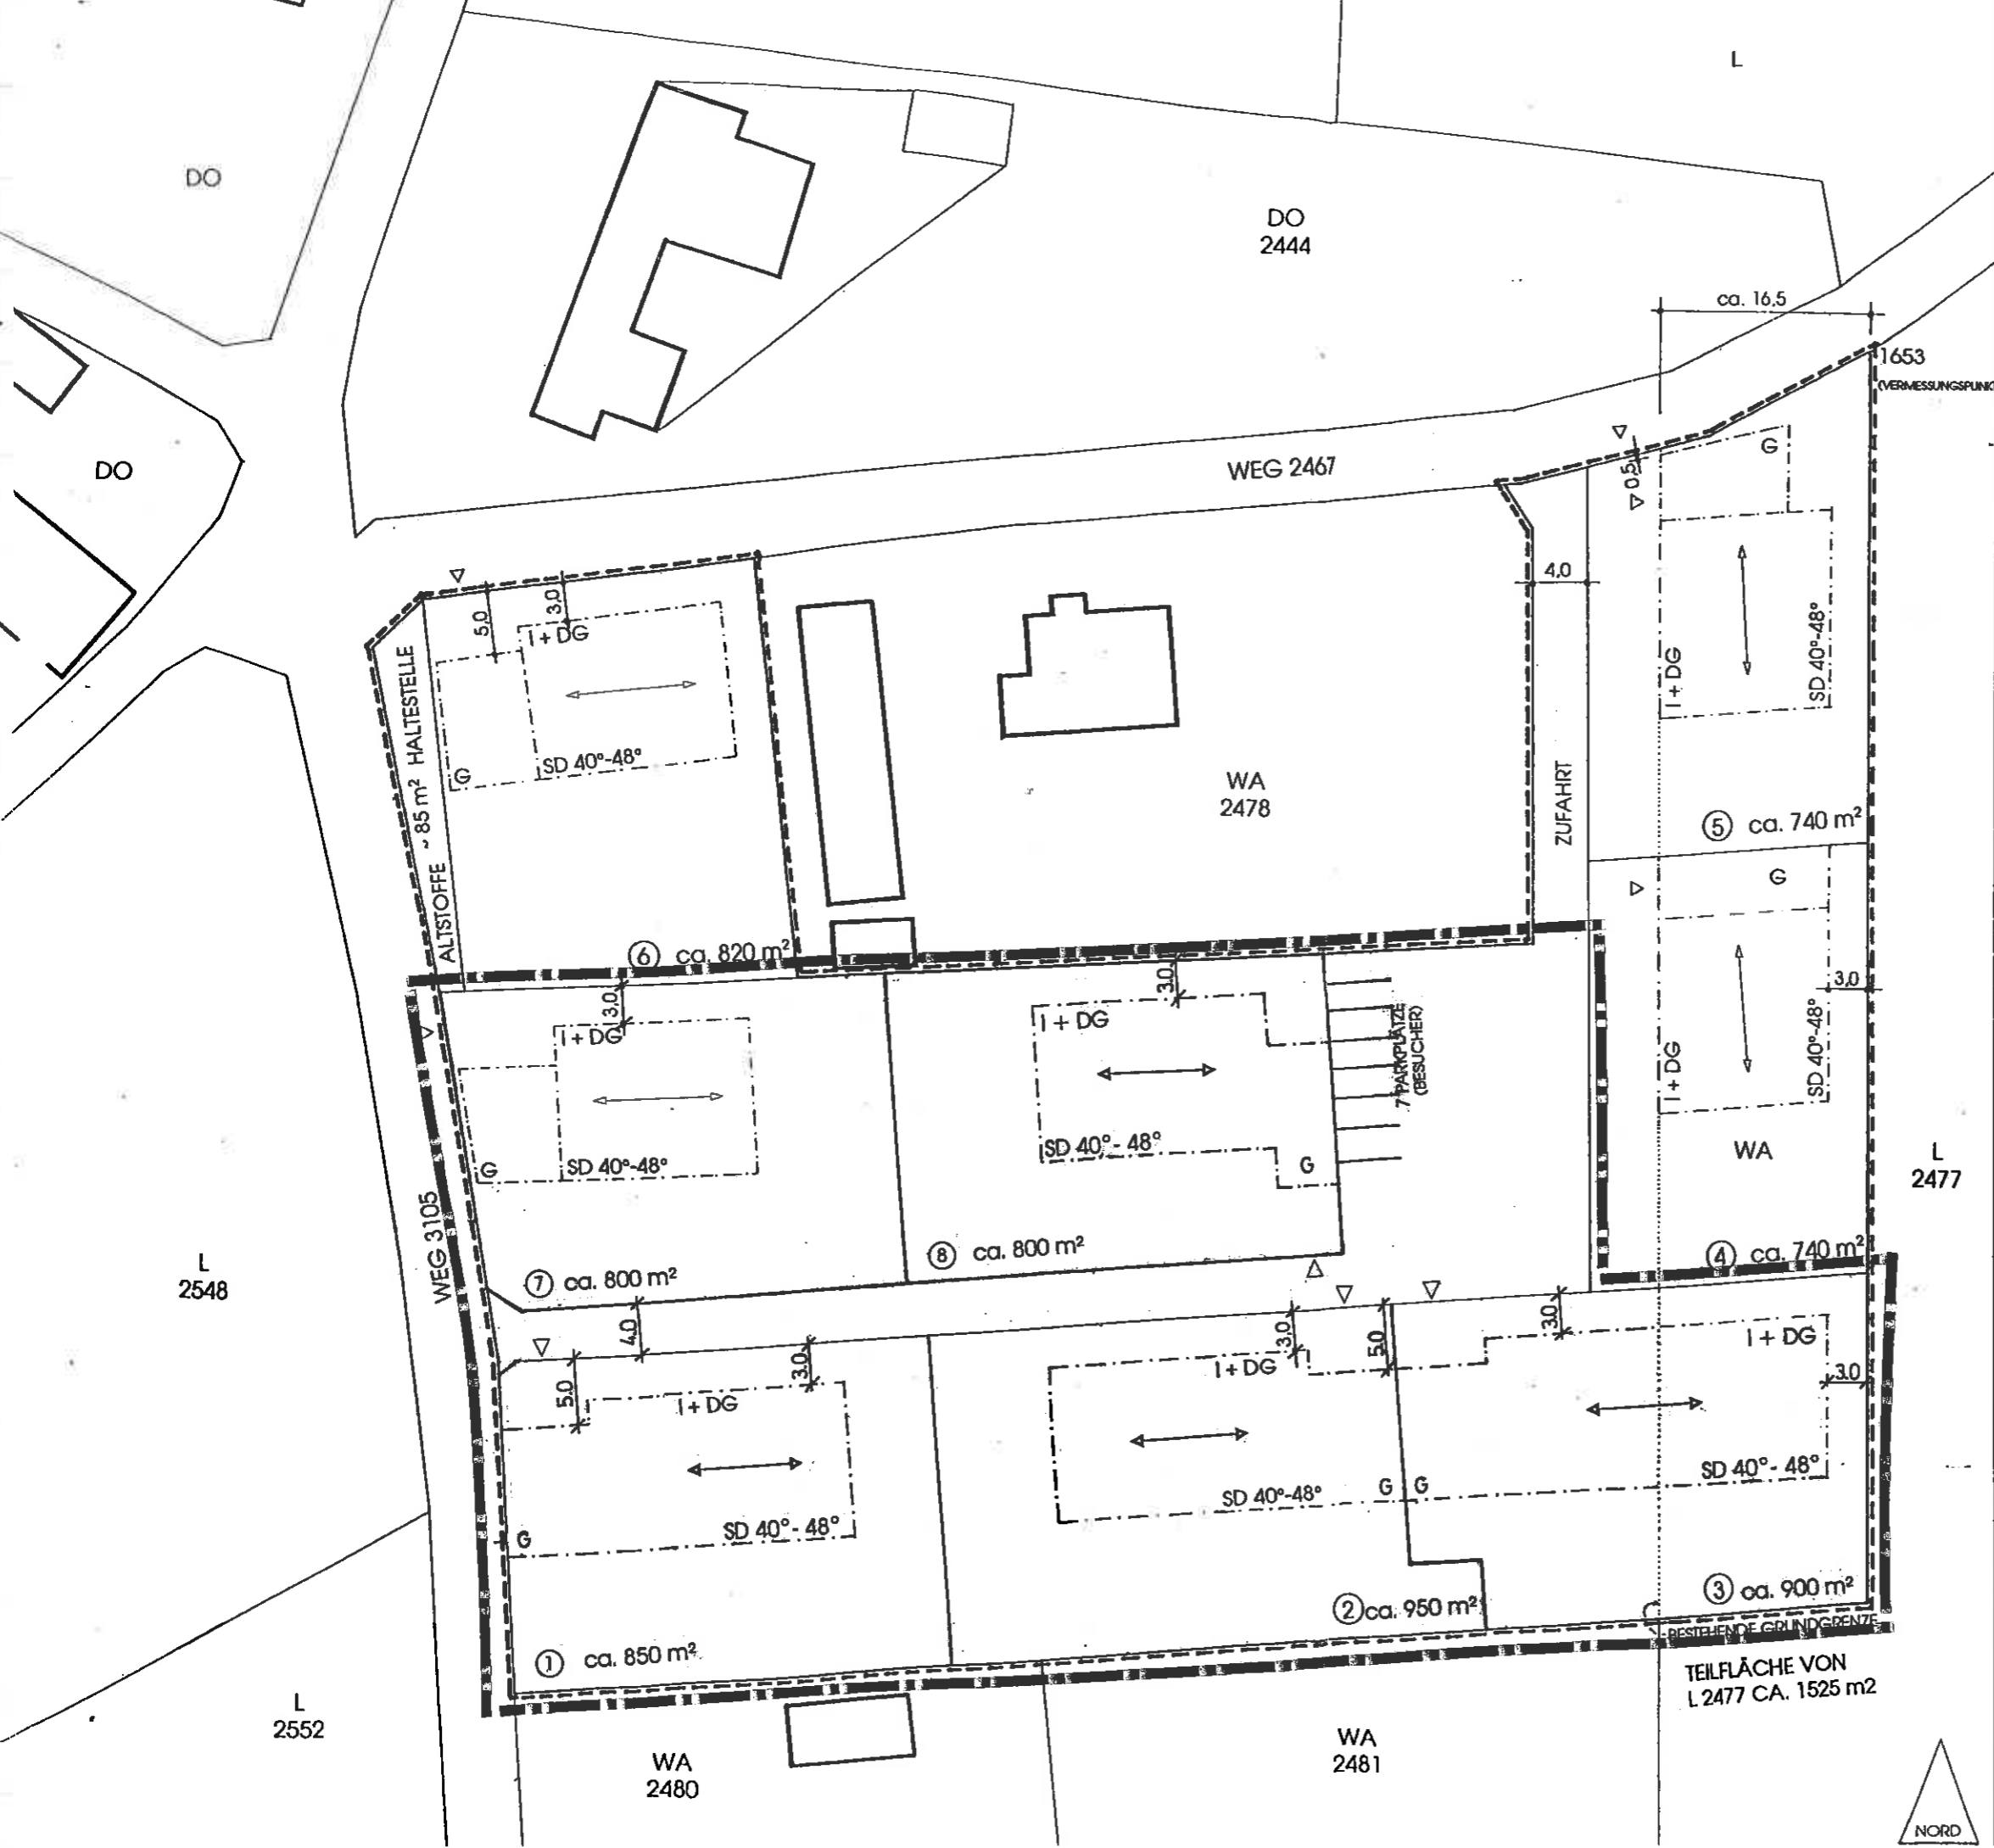 L
DO
DO
2444
ca. 16,5
1653
(VERMESSUNGSPUNK
DO
WEG 2467
G
0,5
4,0
I + DG
SD 40°-48°
ZUFAHRT
5 ca. 740 m²
5,0
3,0
I + DG
SD 40°-48°
G
ALTSTOFFE ~ 85 m² HALTESTELLE
6 ca. 820 m²
WA
2478
G
3,0
I + DG
SD 40°-48°
WA
4 ca. 740 m²
L
2477
3,0
I + DG
SD 40°-48°
G
7 ca. 800 m²
WEG 3105
3,0
I + DG
SD 40°- 48°
G
8 ca. 800 m²
7 PARKPLÄTZE
(BESUCHER)
L
2548
4,0
5,0
3,0
I + DG
SD 40°- 48°
G
1 ca. 850 m²
3,0
5,0
I + DG
SD 40°-48°
G
2 ca. 950 m²
3,0
I + DG
3,0
SD 40°- 48°
G
3 ca. 900 m²
BESTEHENDE GRUNDGRENZE
TEILFLÄCHE VON
L 2477 CA. 1525 m2
L
2552
WA
2480
WA
2481
NORD